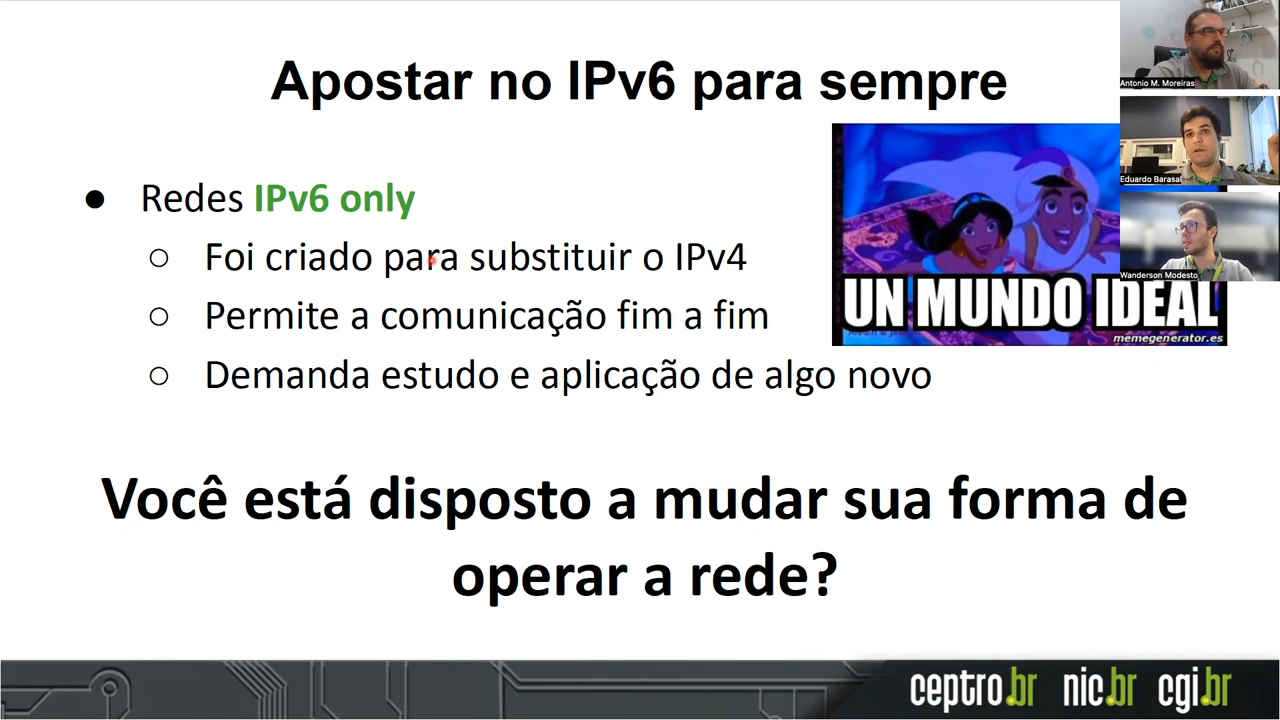 Apostar no IPv6 para sempre
● Redes IPv6 only
○ Foi criado para substituir o IPv4
○ Permite a comunicação fim a fim
○ Demanda estudo e aplicação de algo novo
UN MUNDO IDEAL
memegenerator.es
Antonio M. Moreiras
Eduardo Barasal
Wanderson Modesto
Você está disposto a mudar sua forma de
operar a rede?
ceptro.br nic.br cgi.br